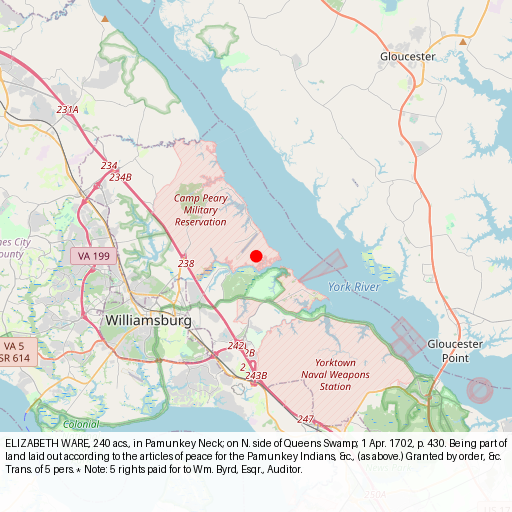 Gloucester
231A
234
234B
Camp Peary
Military
Reservation
nes City
ounty
VA 199
238
York River
Williamsburg
VA 5
SR 614
242
2B
2
243B
Yorktown
Naval Weapons
Station
Gloucester
Point
247
Colonial
ELIZABETH WARE, 240 acs., in Pamunkey Neck; on N. side of Queens Swamp; 1 Apr. 1702, p. 430. Being part of
land laid out according to the articles of peace for the Pamunkey Indians, &c., (as above.) Granted by order, &c.
Trans. of 5 pers.* Note: 5 rights paid for to Wm. Byrd, Esqr., Auditor.